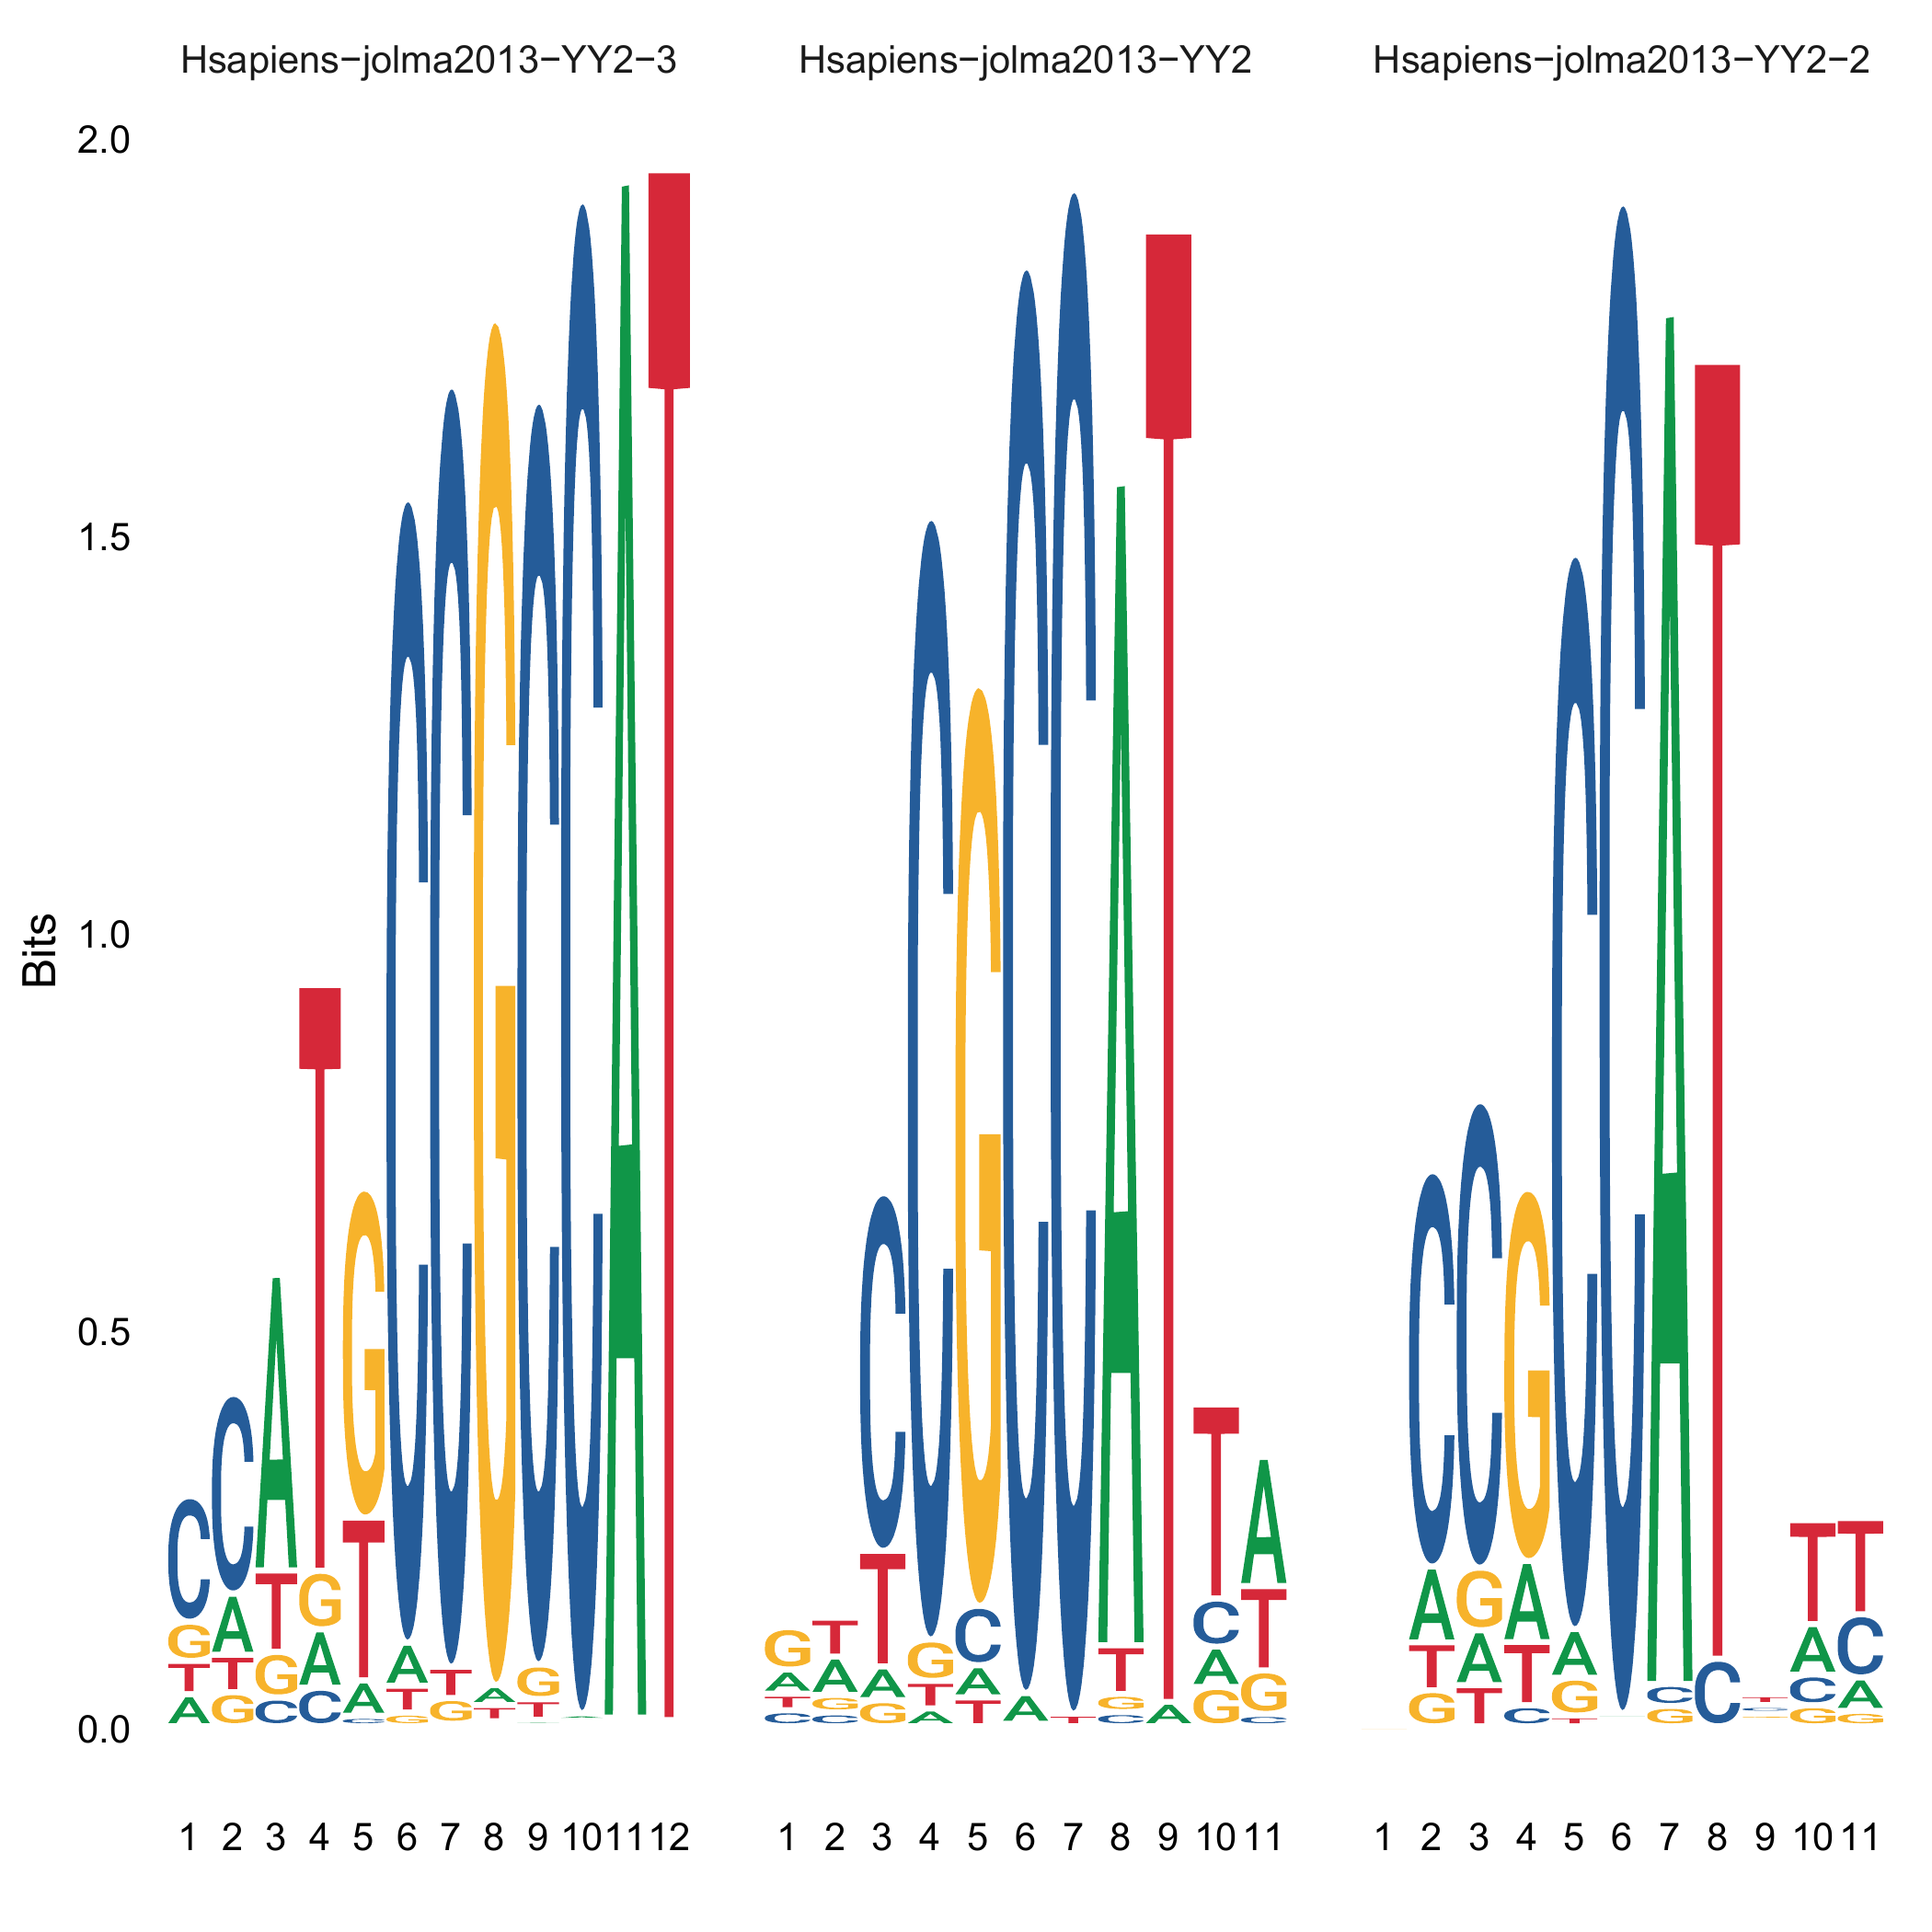 Hsapiens−jolma2013−YY2−3 Hsapiens−jolma2013−YY2 Hsapiens−jolma2013−YY2−2
2.0
1.5
1.0
0.5
0.0
Bits
C C A T G C C G C C A T
G A T G T A T A G A
T T G A A T G T T
A G C C C G
G T C C G C C A T T A
A A T G C A T A C T
T G A T A G A G
C C G A T C G C
C C G C C A T T T
A G A A C C T A C
T A T G G C C A
G T C T G G
1 2 3 4 5 6 7 8 9 10 11 12 1 2 3 4 5 6 7 8 9 10 11 1 2 3 4 5 6 7 8 9 10 11